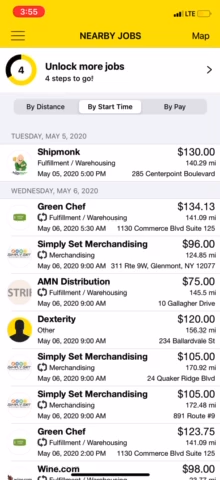 3:55
LTE
NEARBY JOBS
Map
4
Unlock more jobs
4 steps to go!
By Distance
By Start Time
By Pay
TUESDAY, MAY 5, 2020
Shipmonk $130.00
Fulfillment / Warehousing 140.29 mi
May 05, 2020 5:00 PM 285 Centerpoint Boulevard
WEDNESDAY, MAY 6, 2020
Green Chef $134.13
Fulfillment / Warehousing 141.09 mi
May 06, 2020 5:30 AM 1130 Commerce Blvd Suite 125
Simply Set Merchandising $96.00
Merchandising 124.85 mi
May 06, 2020 9:00 AM 311 Rte 9W, Glenmont, NY 12077
AMN Distribution $75.00
Fulfillment / Warehousing 145.5 mi
May 06, 2020 9:00 AM 10 Gallagher Drive
Dexterity $120.00
Other 156.32 mi
May 06, 2020 9:00 AM 234 Ballardvale St
Simply Set Merchandising $105.00
Merchandising 170.92 mi
May 06, 2020 9:00 AM 24 Quaker Ridge Blvd
Simply Set Merchandising $105.00
Merchandising 172.48 mi
May 06, 2020 9:00 AM 891 Route #9
Green Chef $123.75
Fulfillment / Warehousing 141.09 mi
May 06, 2020 2:00 PM 1130 Commerce Blvd Suite 125
Wine.com $98.00